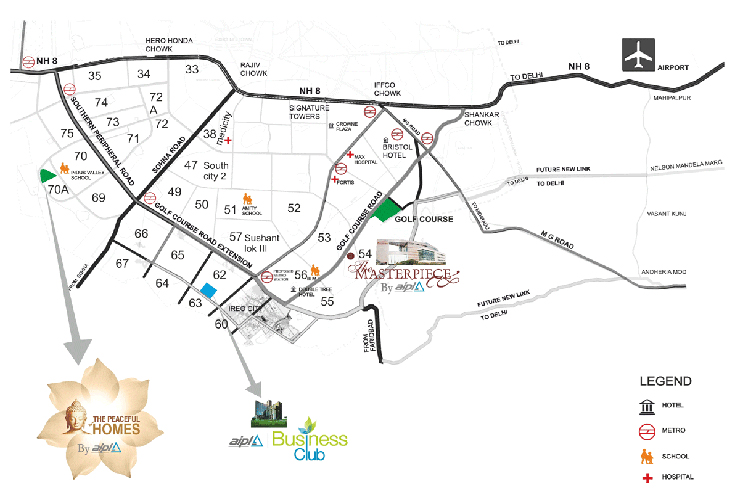 HERO HONDA
CHOWK
TO DELHI
NH 8
35
34
33
RAJIV
CHOWK
NH 8
IFFCO
CHOWK
TO DELHI
NH 8
AIRPORT
MAHIPALPUR
74
72
A
73
72
71
75
SOUTHERN PERIPHERAL ROAD
SOHNA ROAD
38
medicity
SIGNATURE
TOWERS
CROWNE
PLAZA
MG ROAD
SHANKAR
CHOWK
BRISTOL
HOTEL
MAX
HOSPITAL
FORTIS
70
SCHOOL
70A
69
47 South
city 2
49
50
51
AMITY
SCHOOL
52
53
57 Sushant
lok III
GOLF COURSE ROAD EXTENSION
GOLF COURSE ROAD
GOLF COURSE
FUTURE NEW LINK
TO DELHI
NELSON MANDELA MARG
VASANT KUNJ
M G ROAD
66
67
65
62
64
63
60
IREO CITY
56
DOUBLE TREE
HOTEL
55
54
The
MASTERPIECE
By aipl
FUTURE NEW LINK
TO DELHI
FROM
FARIDBAD
THE PEACEFUL
HOMES
By aipl
aipl Business
Club
LEGEND
HOTEL
METRO
SCHOOL
HOSPITAL